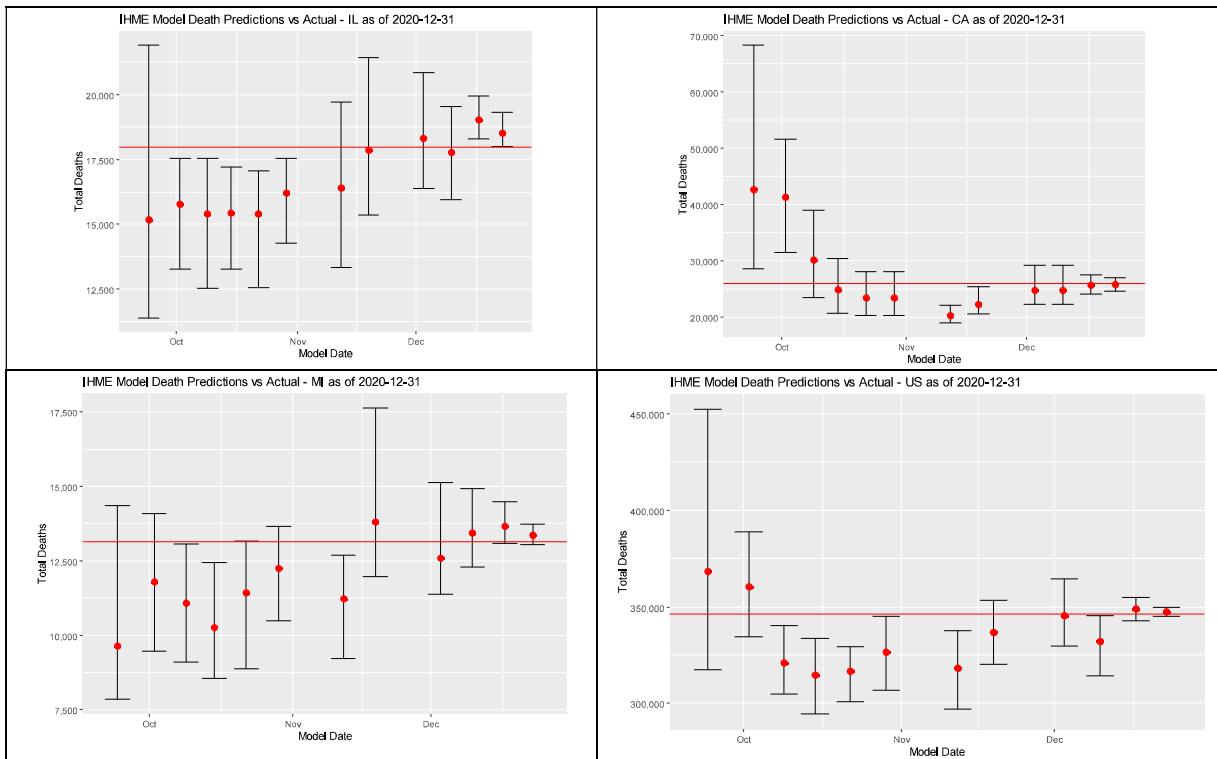 IHME Model Death Predictions vs Actual - IL as of 2020-12-31
Total Deaths
20,000
17,500
15,000
12,500
Oct Nov Dec
Model Date
IHME Model Death Predictions vs Actual - CA as of 2020-12-31
Total Deaths
70,000
60,000
50,000
40,000
30,000
20,000
Oct Nov Dec
Model Date
IHME Model Death Predictions vs Actual - MI as of 2020-12-31
Total Deaths
17,500
15,000
12,500
10,000
7,500
Oct Nov Dec
Model Date
IHME Model Death Predictions vs Actual - US as of 2020-12-31
Total Deaths
450,000
400,000
350,000
300,000
Oct Nov Dec
Model Date